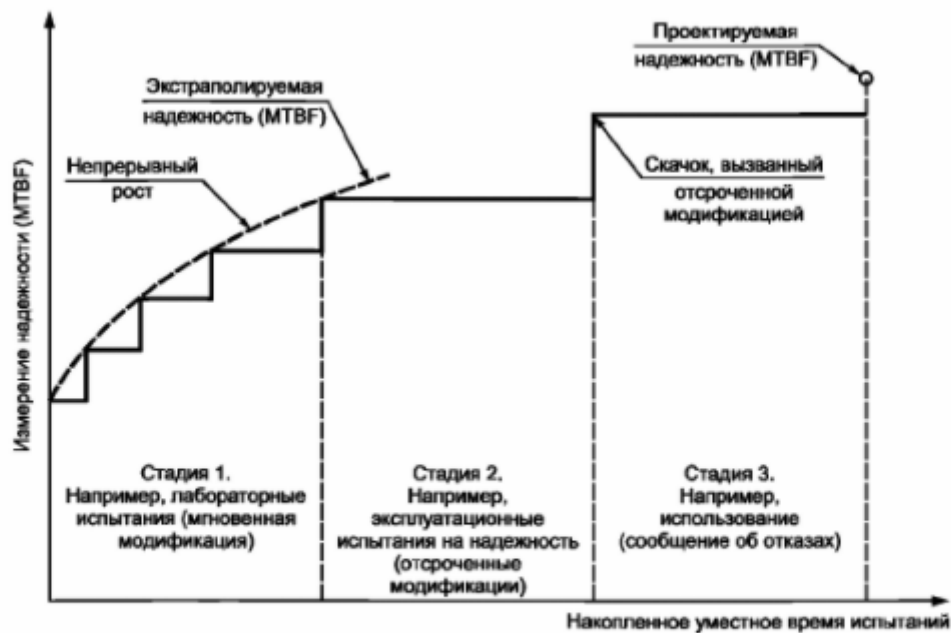 Проектируемая
надежность (MTBF)
Экстраполируемая
надежность (MTBF)
Непрерывный
рост
Скачок, вызванный
отсроченной
модификацией
Измерение надежности (MTBF)
Стадия 1.
Например, лабораторные
испытания (мгновенная
модификация)
Стадия 2.
Например,
эксплуатационные
испытания на надежность
(отсроченные
модификации)
Стадия 3.
Например,
использование
(сообщение об отказах)
Накопленное уместное время испытаний